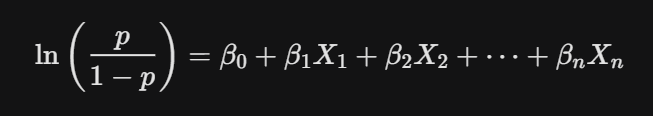 ln(p/(1 − p)) = β₀ + β₁X₁ + β₂X₂ + ⋯ + βₙXₙ